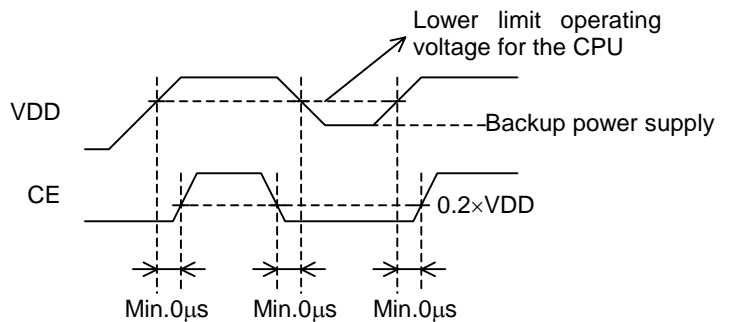 Lower limit operating
voltage for the CPU
VDD
Backup power supply
CE
0.2×VDD
Min.0μs Min.0μs Min.0μs